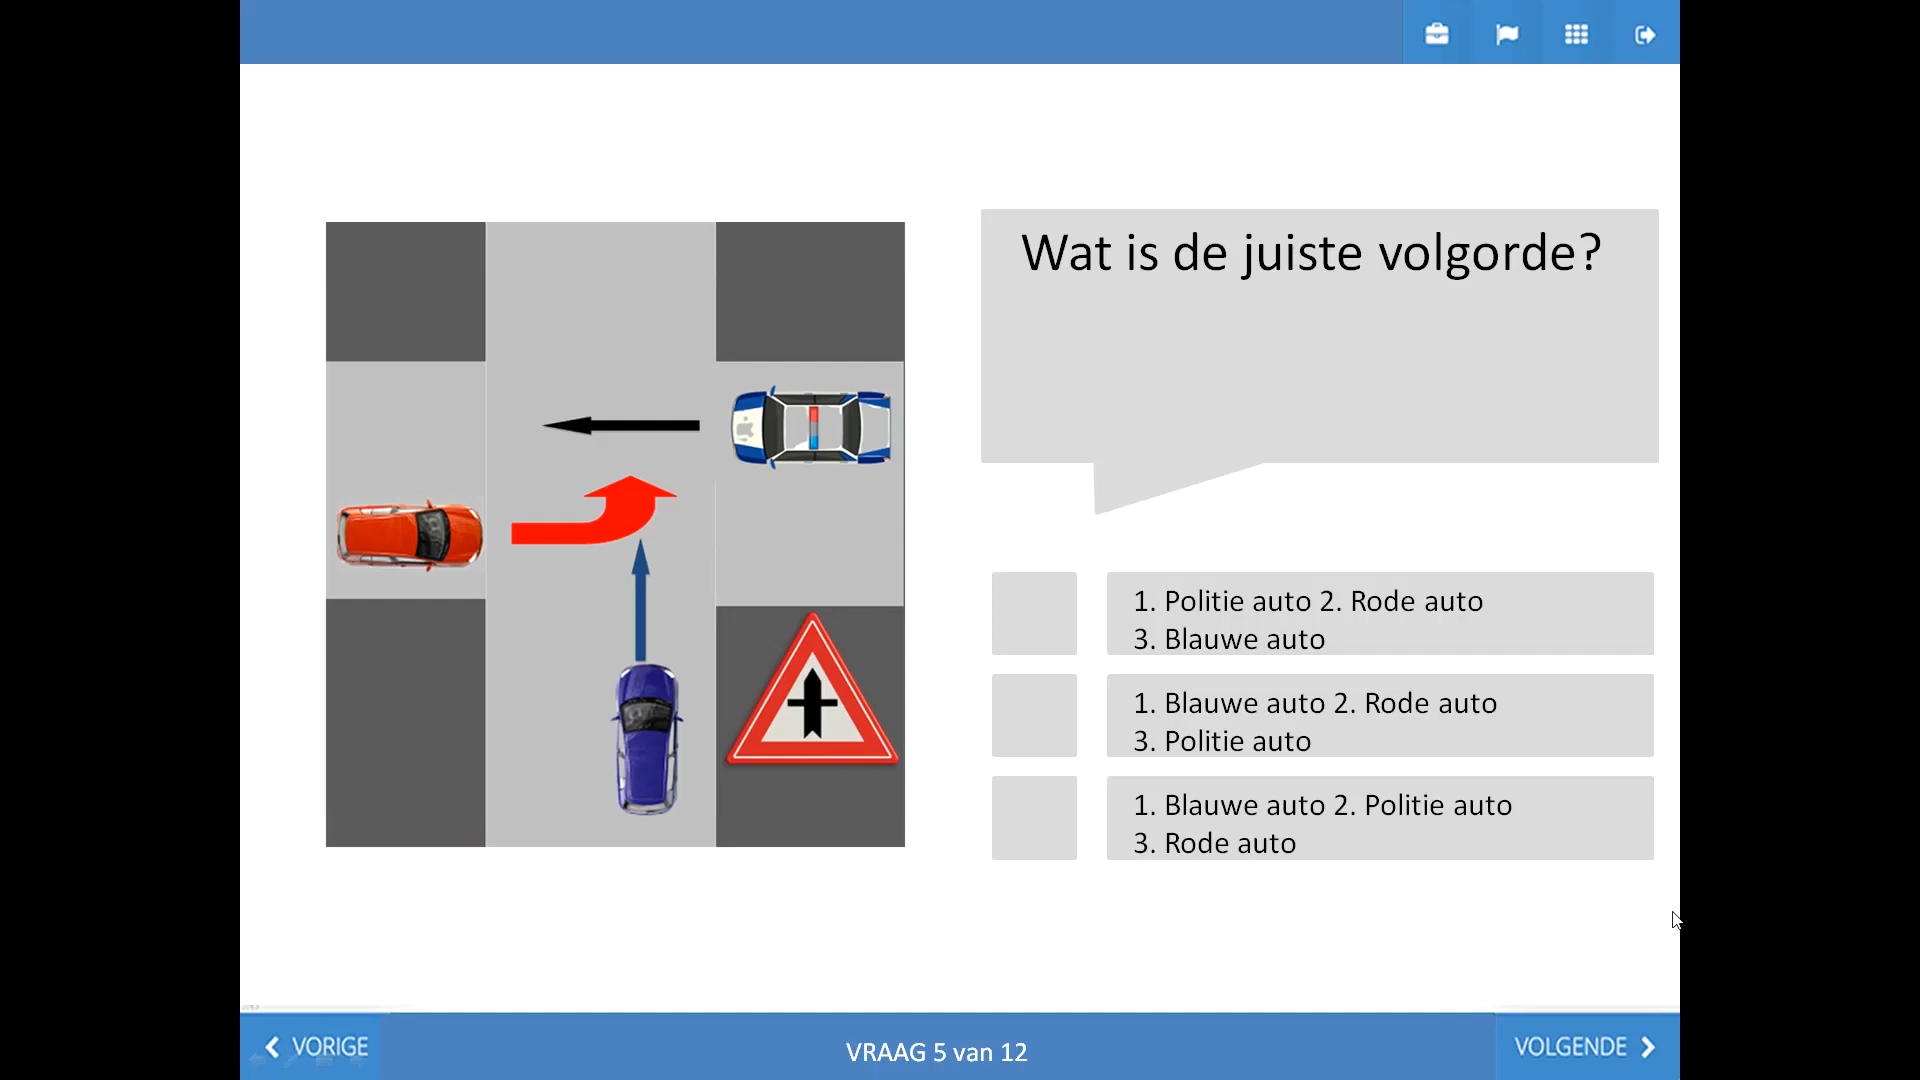 Wat is de juiste volgorde?
1. Politie auto 2. Rode auto
3. Blauwe auto
1. Blauwe auto 2. Rode auto
3. Politie auto
1. Blauwe auto 2. Politie auto
3. Rode auto
VORIGE
VRAAG 5 van 12
VOLGENDE